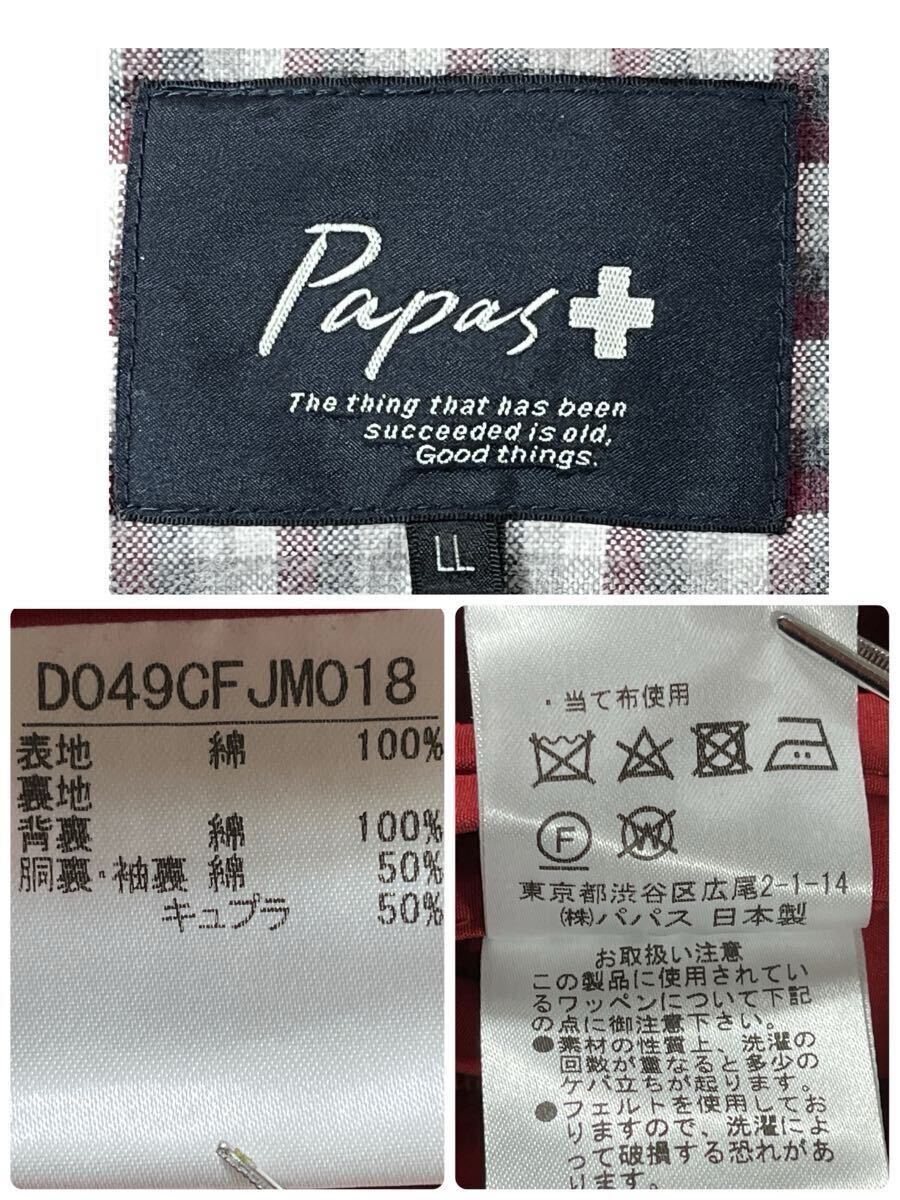 Papas
The thing that has been
succeeded is old,
Good things.
LL
D049CFJM018
表地 綿 100%
裏地
背裏 綿 100%
胴裏・袖裏 綿 50%
キュプラ 50%
・当て布使用
F
W
東京都渋谷区広尾2-1-14
㈱パパス 日本製
お取扱い注意
この製品に使用されてい
るワッペンについて下記
の点に御注意下さい。
●素材の性質上、洗濯の
回数が重なると多少の
ケバ立ちが起ります。
●フェルトを使用してお
りますので、洗濯によ
って破損する恐れがあ
ります。